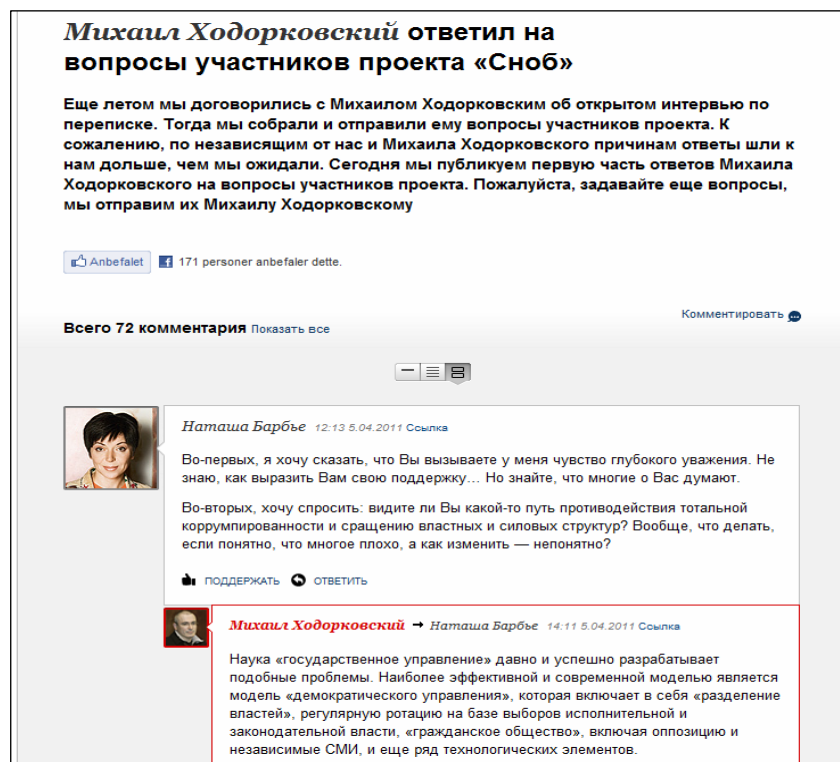 Михаил Ходорковский ответил на
вопросы участников проекта «Сноб»
Еще летом мы договорились с Михаилом Ходорковским об открытом интервью по
переписке. Тогда мы собрали и отправили ему вопросы участников проекта. К
сожалению, по независящим от нас и Михаила Ходорковского причинам ответы шли к
нам дольше, чем мы ожидали. Сегодня мы публикуем первую часть ответов Михаила
Ходорковского на вопросы участников проекта. Пожалуйста, задавайте еще вопросы,
мы отправим их Михаилу Ходорковскому
Anbefalet 171 personer anbefaler dette.
Комментировать
Всего 72 комментария Показать все
Наташа Барбье 12:13 5.04.2011 Ссылка
Во-первых, я хочу сказать, что Вы вызываете у меня чувство глубокого уважения. Не
знаю, как выразить Вам свою поддержку... Но знайте, что многие о Вас думают.
Во-вторых, хочу спросить: видите ли Вы какой-то путь противодействия тотальной
коррумпированности и сращению властных и силовых структур? Вообще, что делать,
если понятно, что многое плохо, а как изменить — непонятно?
ПОДДЕРЖАТЬ ОТВЕТИТЬ
Михаил Ходорковский → Наташа Барбье 14:11 5.04.2011 Ссылка
Наука «государственное управление» давно и успешно разрабатывает
подобные проблемы. Наиболее эффективной и современной моделью является
модель «демократического управления», которая включает в себя «разделение
властей», регулярную ротацию на базе выборов исполнительной и
законодательной власти, «гражданское общество», включая оппозицию и
независимые СМИ, и еще ряд технологических элементов.